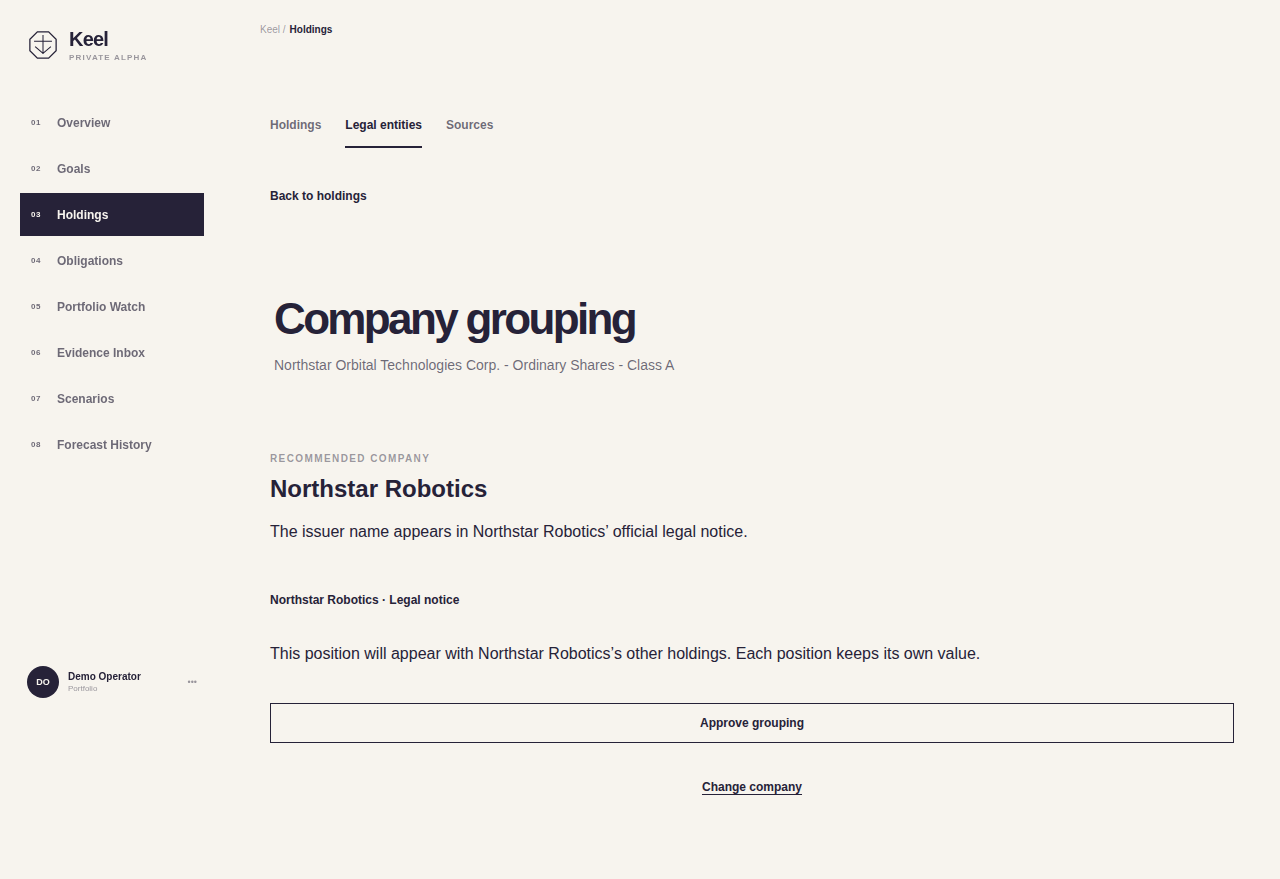 Keel
PRIVATE ALPHA
Keel / Holdings
01 Overview
02 Goals
03 Holdings
04 Obligations
05 Portfolio Watch
06 Evidence Inbox
07 Scenarios
08 Forecast History
DO Demo Operator
Portfolio
•••
Holdings Legal entities Sources
Back to holdings
Company grouping
Northstar Orbital Technologies Corp. - Ordinary Shares - Class A
RECOMMENDED COMPANY
Northstar Robotics
The issuer name appears in Northstar Robotics’ official legal notice.
Northstar Robotics · Legal notice
This position will appear with Northstar Robotics’s other holdings. Each position keeps its own value.
Approve grouping
Change company